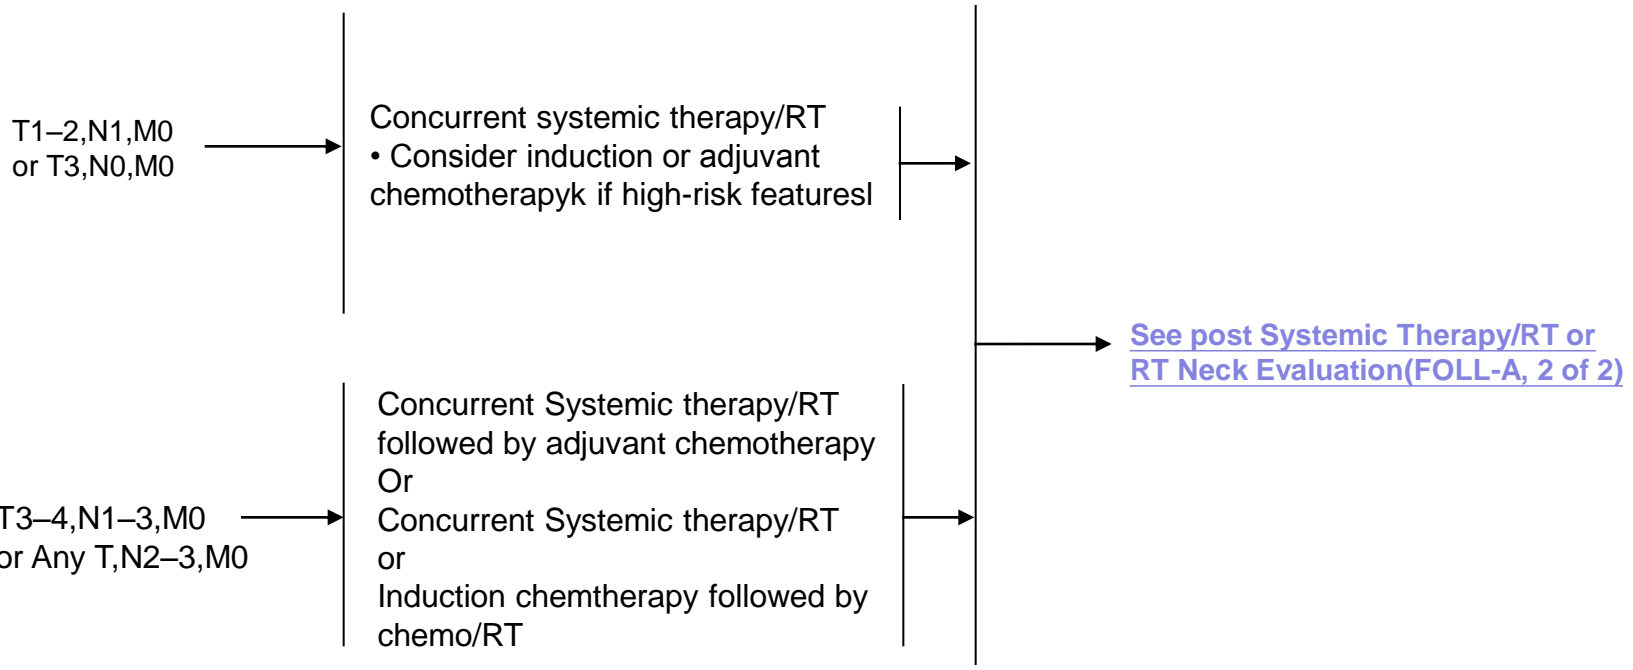 T1–2,N1,M0
or T3,N0,M0
Concurrent systemic therapy/RT
• Consider induction or adjuvant
chemotherapyk if high-risk featuresl
See post Systemic Therapy/RT or
RT Neck Evaluation(FOLL-A, 2 of 2)
T3–4,N1–3,M0
or Any T,N2–3,M0
Concurrent Systemic therapy/RT
followed by adjuvant chemotherapy
Or
Concurrent Systemic therapy/RT
or
Induction chemtherapy followed by
chemo/RT